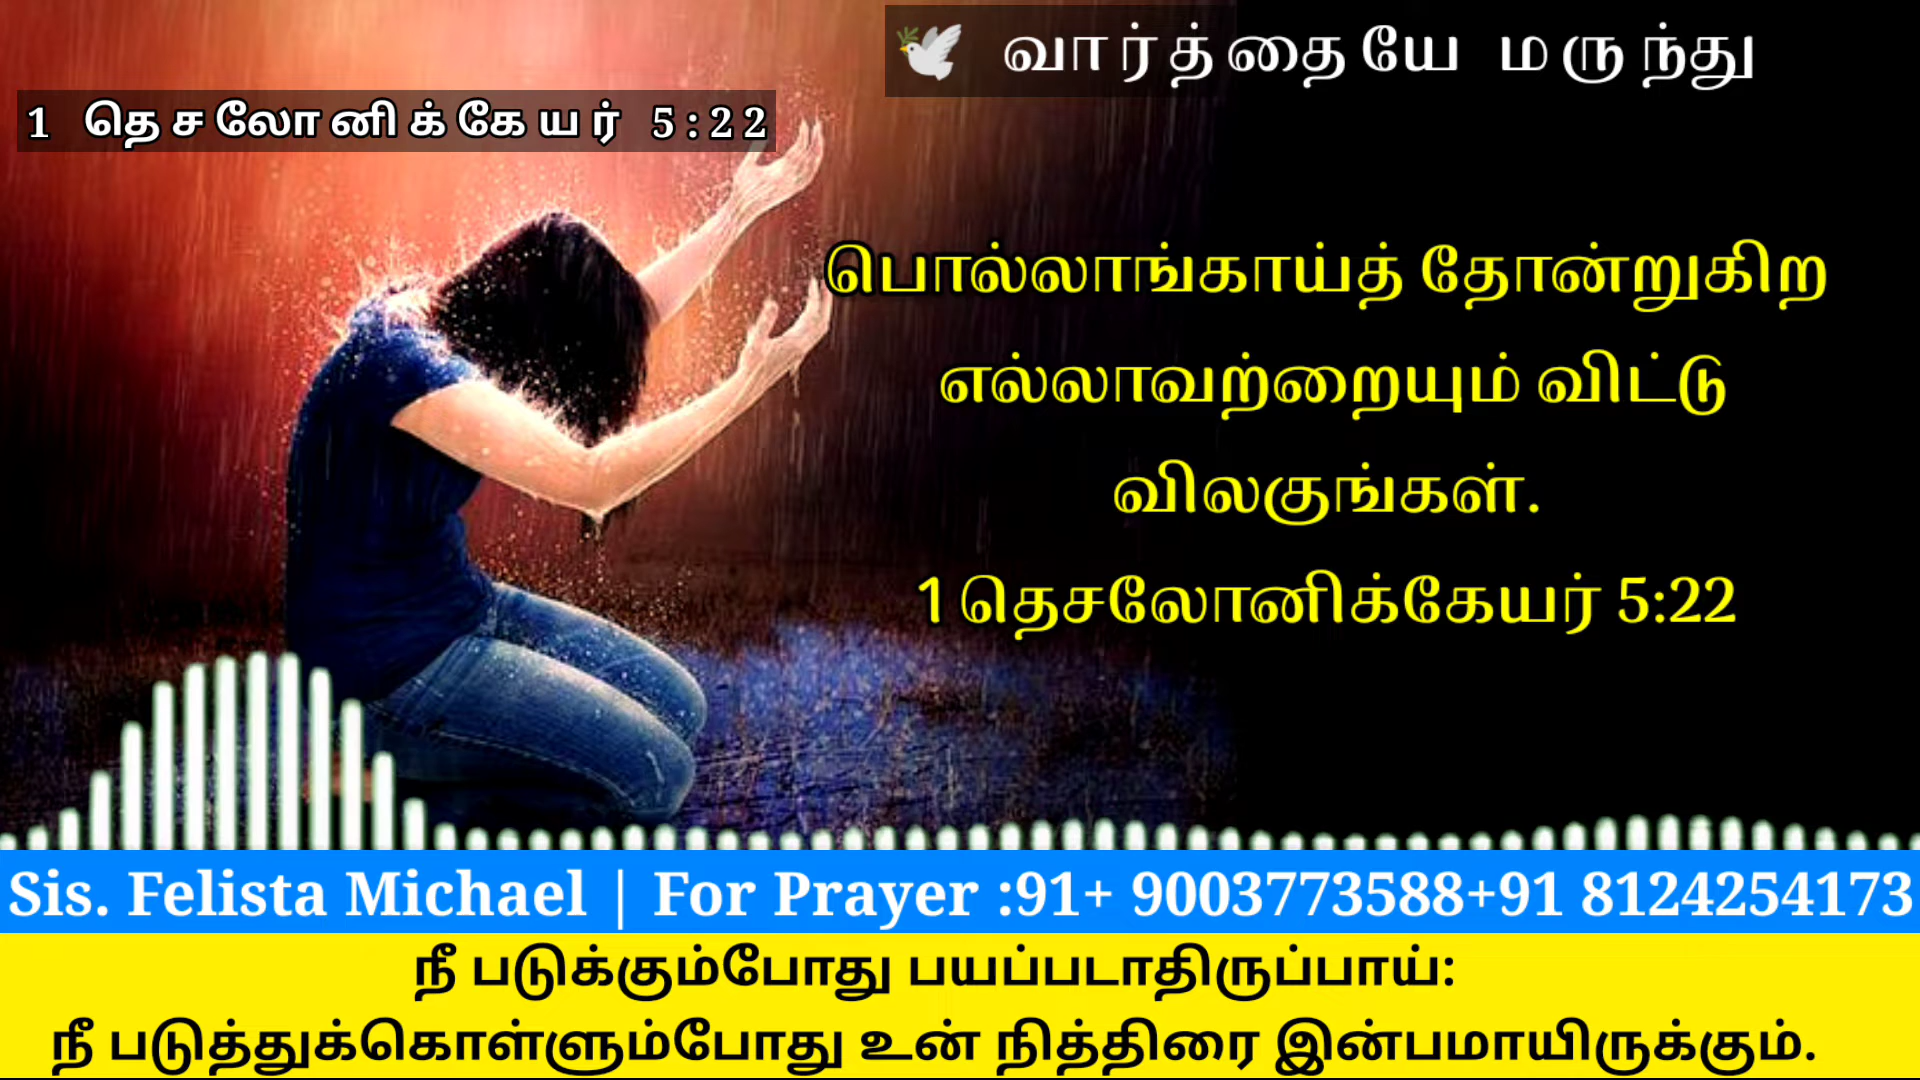 🕊️ வார்த்தையே மருந்து
1 தெசலோனிக்கேயர் 5:22
பொல்லாங்காய்த் தோன்றுகிற
எல்லாவற்றையும் விட்டு
விலகுங்கள்.
1 தெசலோனிக்கேயர் 5:22
Sis. Felista Michael | For Prayer :91+ 9003773588+91 8124254173
நீ படுக்கும்போது பயப்படாதிருப்பாய்:
நீ படுத்துக்கொள்ளும்போது உன் நித்திரை இன்பமாயிருக்கும்.